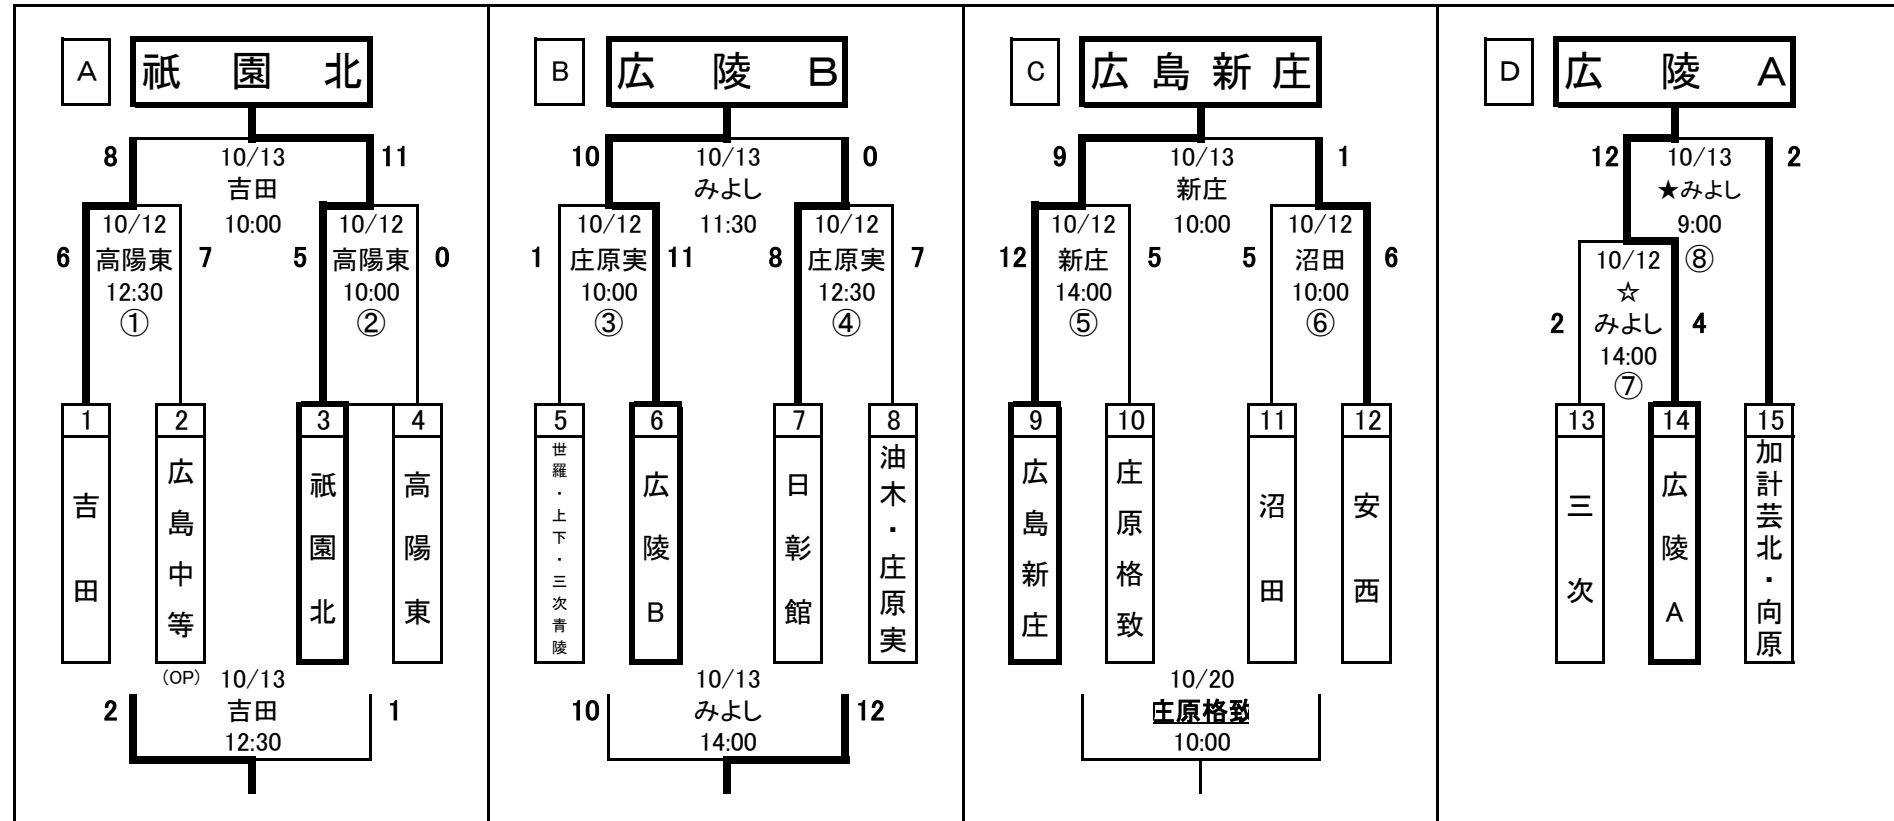 A 祇園北
8 10/13 11
吉田
10:00
10/12 10/12
6 高陽東 7 5 高陽東 0
12:30 10:00
① ②
1 2 3 4
吉田
広島中等
祇園北
高陽東
(OP) 10/13
2 吉田 1
12:30
B 広陵B
10 10/13 0
みよし
11:30
10/12 10/12
1 庄原実 11 8 庄原実 7
10:00 12:30
③ ④
5 6 7 8
世羅・上下・三次青陵
広陵B
日彰館
油木・庄原実
10/13
10 みよし 12
14:00
C 広島新庄
9 10/13 1
新庄
10:00
10/12 10/12
12 新庄 5 5 沼田 6
14:00 10:00
⑤ ⑥
9 10 11 12
広島新庄
庄原格致
沼田
安西
10/20
庄原格致
10:00
D 広陵A
12 10/13 2
★みよし
9:00
⑧
10/12
☆
2 みよし 4
14:00
⑦
13 14 15
三次
広陵A
加計芸北・向原